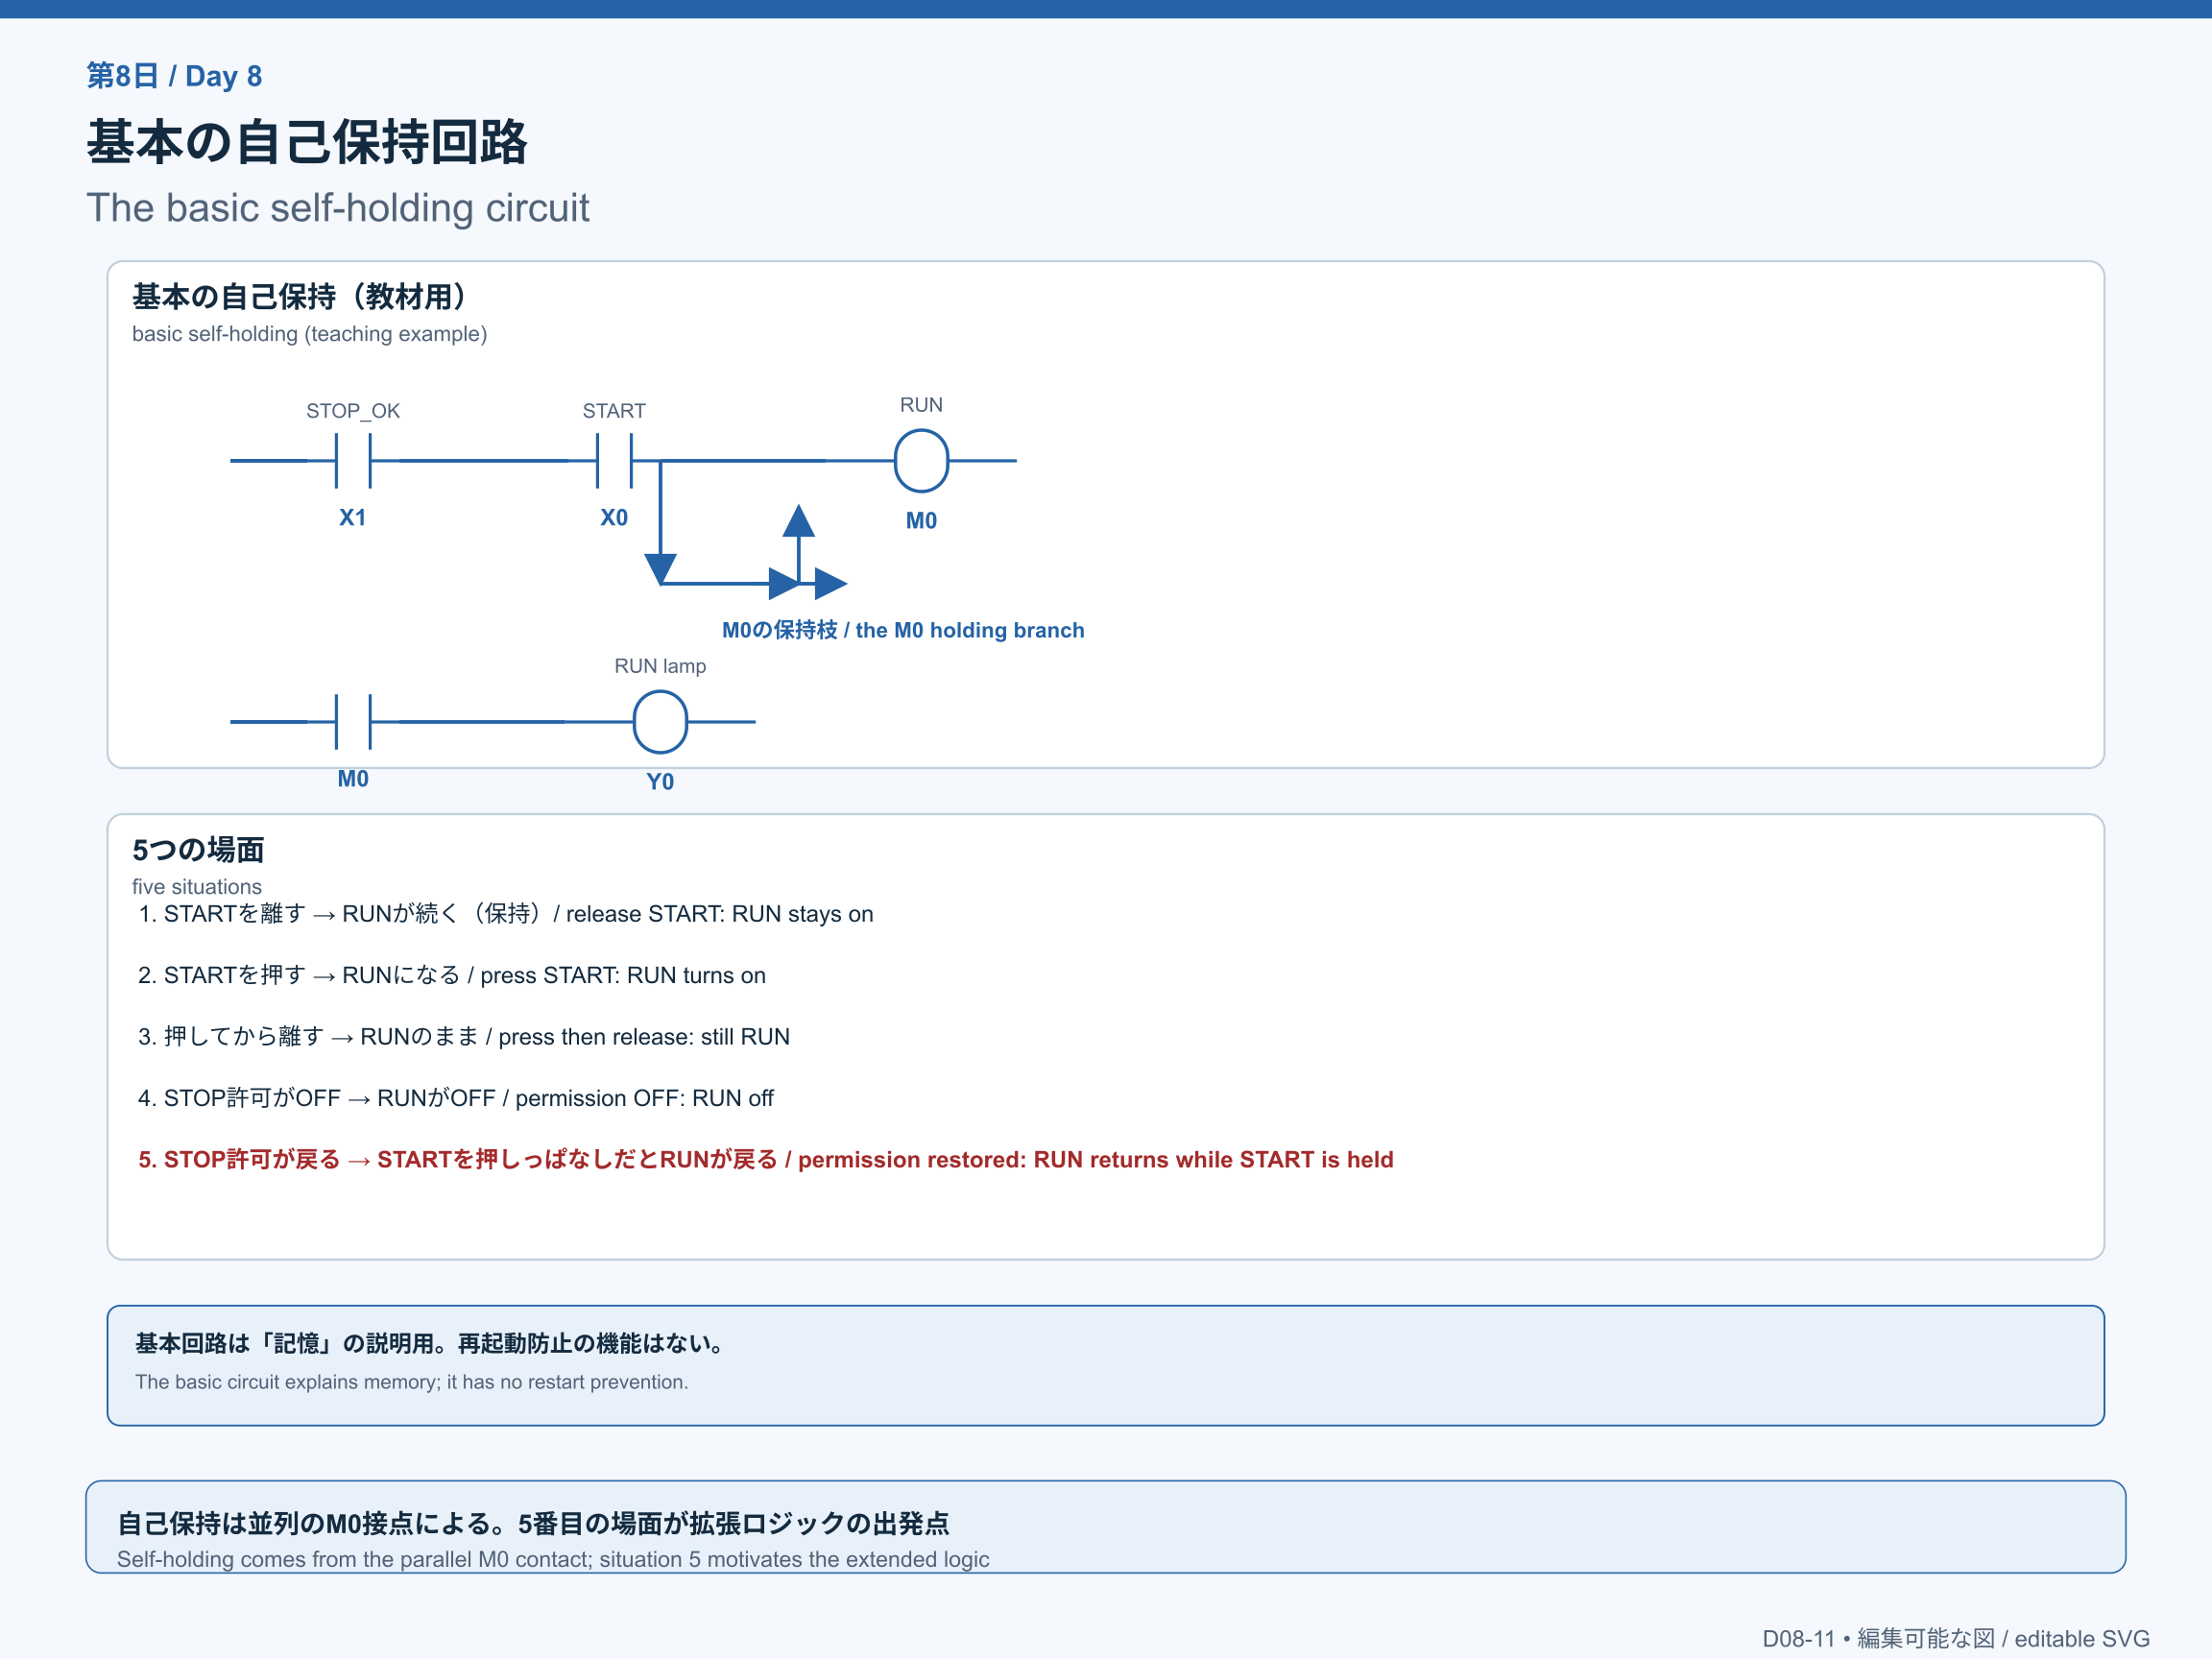 第8日 / Day 8
基本の自己保持回路
The basic self-holding circuit
基本の自己保持（教材用）
basic self-holding (teaching example)
STOP_OK
START
RUN
X1
X0
M0
M0の保持枝 / the M0 holding branch
RUN lamp
M0
Y0
5つの場面
five situations
1. STARTを離す → RUNが続く（保持）/ release START: RUN stays on
2. STARTを押す → RUNになる / press START: RUN turns on
3. 押してから離す → RUNのまま / press then release: still RUN
4. STOP許可がOFF → RUNがOFF / permission OFF: RUN off
5. STOP許可が戻る → STARTを押しっぱなしだとRUNが戻る / permission restored: RUN returns while START is held
基本回路は「記憶」の説明用。再起動防止の機能はない。
The basic circuit explains memory; it has no restart prevention.
自己保持は並列のM0接点による。5番目の場面が拡張ロジックの出発点
Self-holding comes from the parallel M0 contact; situation 5 motivates the extended logic
D08-11 • 編集可能な図 / editable SVG